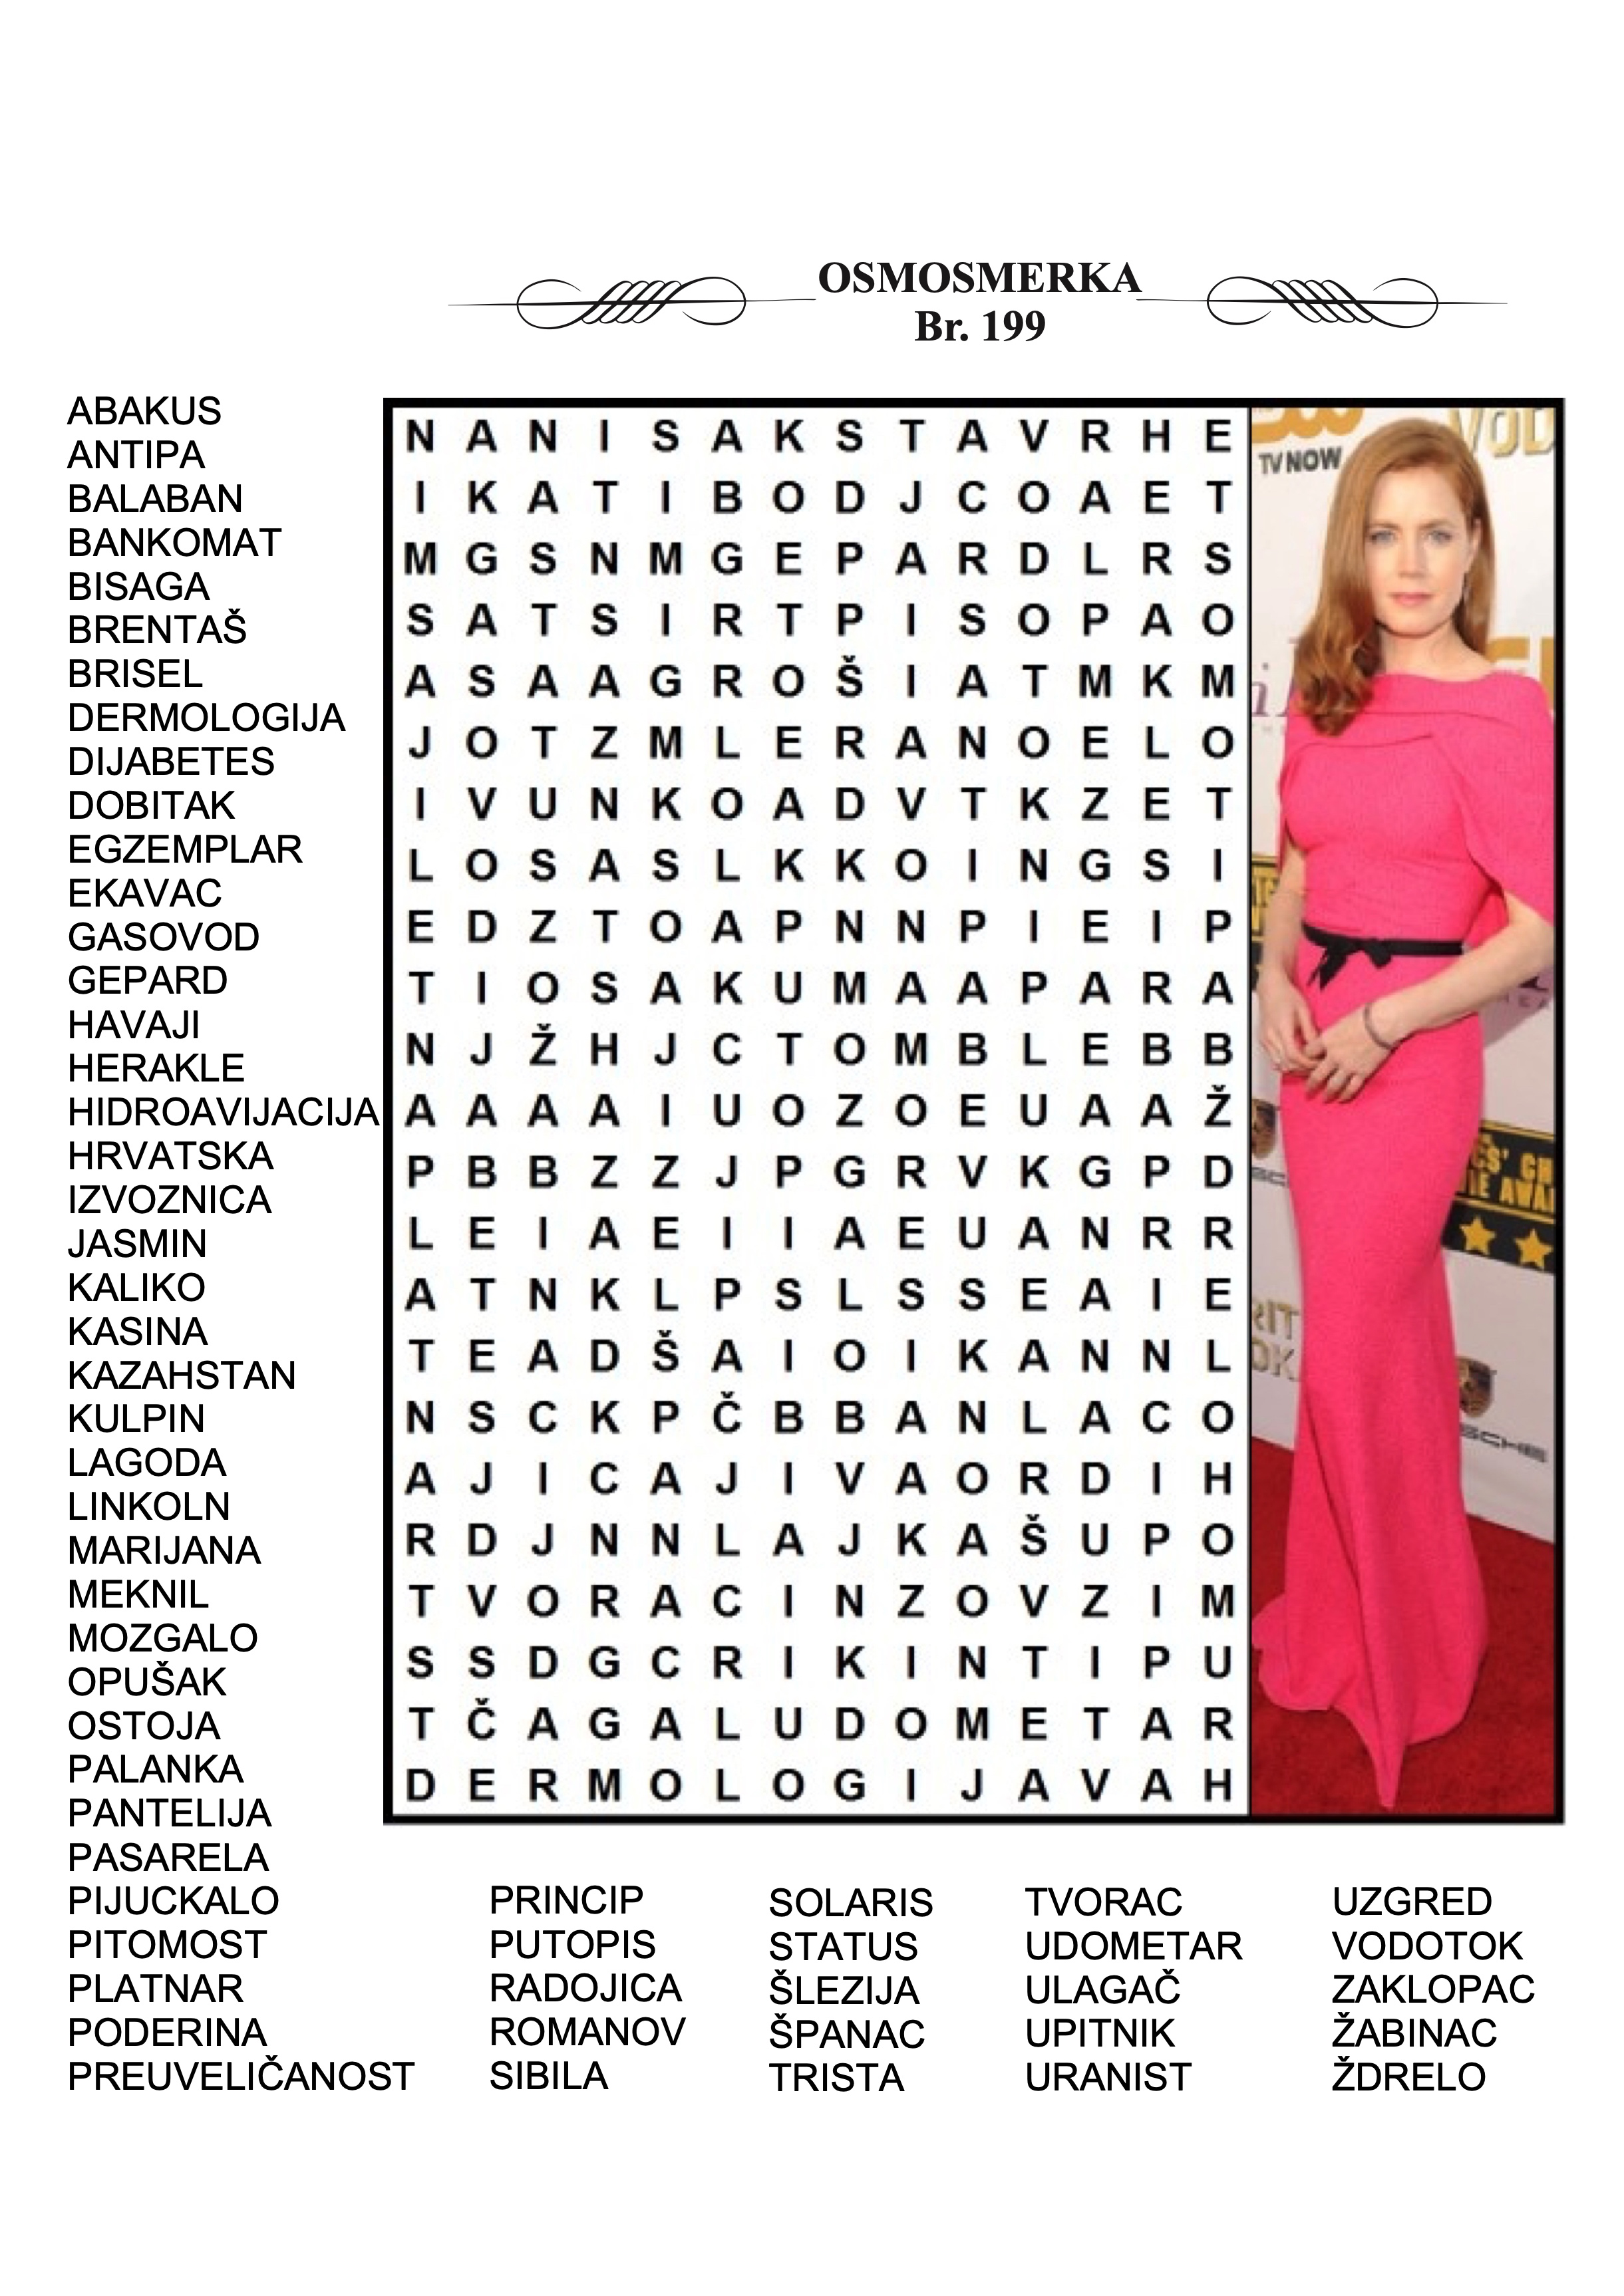 OSMOSMERKA
Br. 199
ABAKUS
ANTIPA
BALABAN
BANKOMAT
BISAGA
BRENTAŠ
BRISEL
DERMOLOGIJA
DIJABETES
DOBITAK
EGZEMPLAR
EKAVAC
GASOVOD
GEPARD
HAVAJI
HERAKLE
HIDROAVIJACIJA
HRVATSKA
IZVOZNICA
JASMIN
KALIKO
KASINA
KAZAHSTAN
KULPIN
LAGODA
LINKOLN
MARIJANA
MEKNIL
MOZGALO
OPUŠAK
OSTOJA
PALANKA
PANTELIJA
PASARELA
PIJUCKALO
PITOMOST
PLATNAR
PODERINA
PREUVELIČANOST
N A N I S A K S T A V R H E
I K A T I B O D J C O A E T
M G S N M G E P A R D L R S
S A T S I R T P I S O P A O
A S A A G R O Š I A T M K M
J O T Z M L E R A N O E L O
I V U N K O A D V T K Z E T
L O S A S L K K O I N G S I
E D Z T O A P N N P I E I P
T I O S A K U M A A P A R A
N J Ž H J C T O M B L E B B
A A A A I U O Z O E U A A Ž
P B B Z Z J P G R V K G P D
L E I A E I I A E U A N R R
A T N K L P S L S S E A I E
T E A D Š A I O I K A N N L
N S C K P Č B B A N L A C O
A J I C A J I V A O R D I H
R D J N N L A J K A Š U P O
T V O R A C I N Z O V Z I M
S S D G C R I K I N T I P U
T Č A G A L U D O M E T A R
D E R M O L O G I J A V A H
TV NOW
VOD
PRINCIP
PUTOPIS
RADOJICA
ROMANOV
SIBILA
SOLARIS
STATUS
ŠLEZIJA
ŠPANAC
TRISTA
TVORAC
UDOMETAR
ULAGAČ
UPITNIK
URANIST
UZGRED
VODOTOK
ZAKLOPAC
ŽABINAC
ŽDRELO